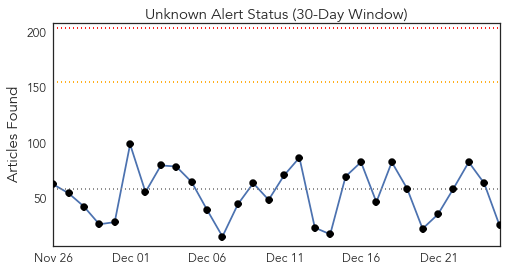 Unknown Alert Status (30-Day Window)
200
150
100
50
Articles Found
Nov 26 Dec 01 Dec 06 Dec 11 Dec 16 Dec 21